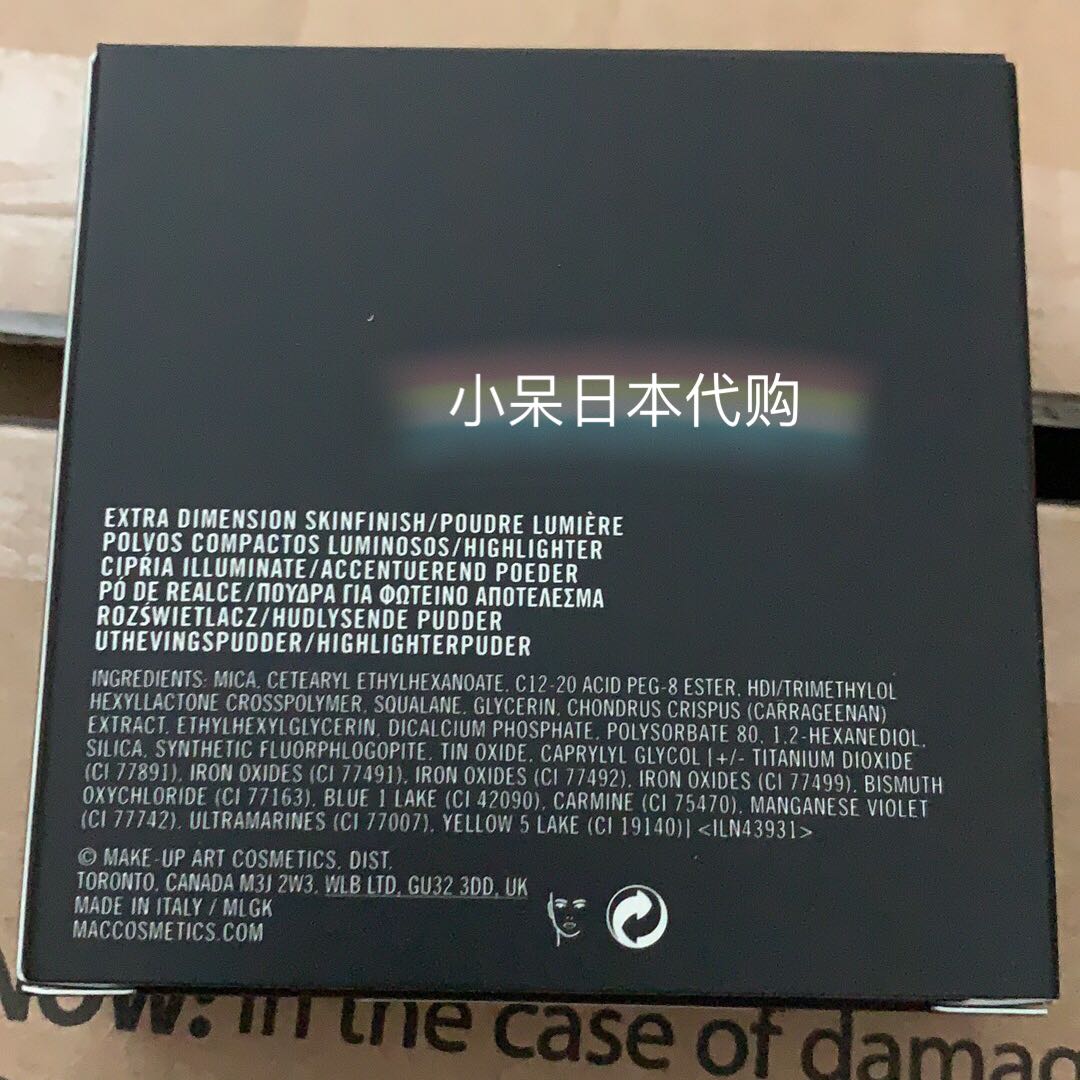 小呆日本代购
EXTRA DIMENSION SKINFINISH/POUDRE LUMIÈRE
POLVOS COMPACTOS LUMINOSOS/HIGHLIGHTER
CIPRIA ILLUMINATE/ACCENTUEREND POEDER
PÓ DE REALCE/ΠΟΥΔΡΑ ΓΙΑ ΦΩΤΕΙΝΟ ΑΠΟΤΕΛΕΣΜΑ
ROZŚWIETLACZ/HUDLYSENDE PUDDER
UTHEVINGSPUDDER/HIGHLIGHTERPUDER
INGREDIENTS: MICA, CETEARYL ETHYLHEXANOATE, C12-20 ACID PEG-8 ESTER, HDI/TRIMETHYLOL
HEXYLLACTONE CROSSPOLYMER, SQUALANE, GLYCERIN, CHONDRUS CRISPUS (CARRAGEENAN)
EXTRACT, ETHYLHEXYLGLYCERIN, DICALCIUM PHOSPHATE, POLYSORBATE 80, 1,2-HEXANEDIOL,
SILICA, SYNTHETIC FLUORPHLOGOPITE, TIN OXIDE, CAPRYLYL GLYCOL [+/- TITANIUM DIOXIDE
(CI 77891), IRON OXIDES (CI 77491), IRON OXIDES (CI 77492), IRON OXIDES (CI 77499), BISMUTH
OXYCHLORIDE (CI 77163), BLUE 1 LAKE (CI 42090), CARMINE (CI 75470), MANGANESE VIOLET
(CI 77742), ULTRAMARINES (CI 77007), YELLOW 5 LAKE (CI 19140)] <ILN43931>
© MAKE-UP ART COSMETICS, DIST.
TORONTO, CANADA M3J 2W3, WLB LTD, GU32 3DD, UK
MADE IN ITALY / MLGK
MACCOSMETICS.COM
Now: in the case of damag